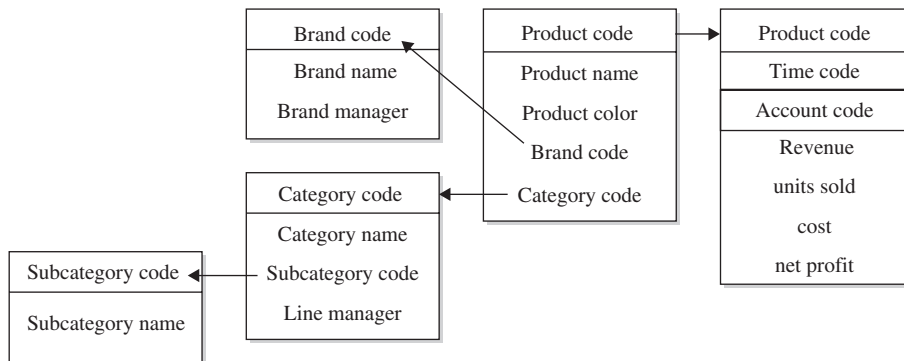 Brand code
Brand name
Brand manager
Product code
Product name
Product color
Brand code
Category code
Product code
Time code
Account code
Revenue
units sold
cost
net profit
Category code
Category name
Subcategory code
Line manager
Subcategory code
Subcategory name